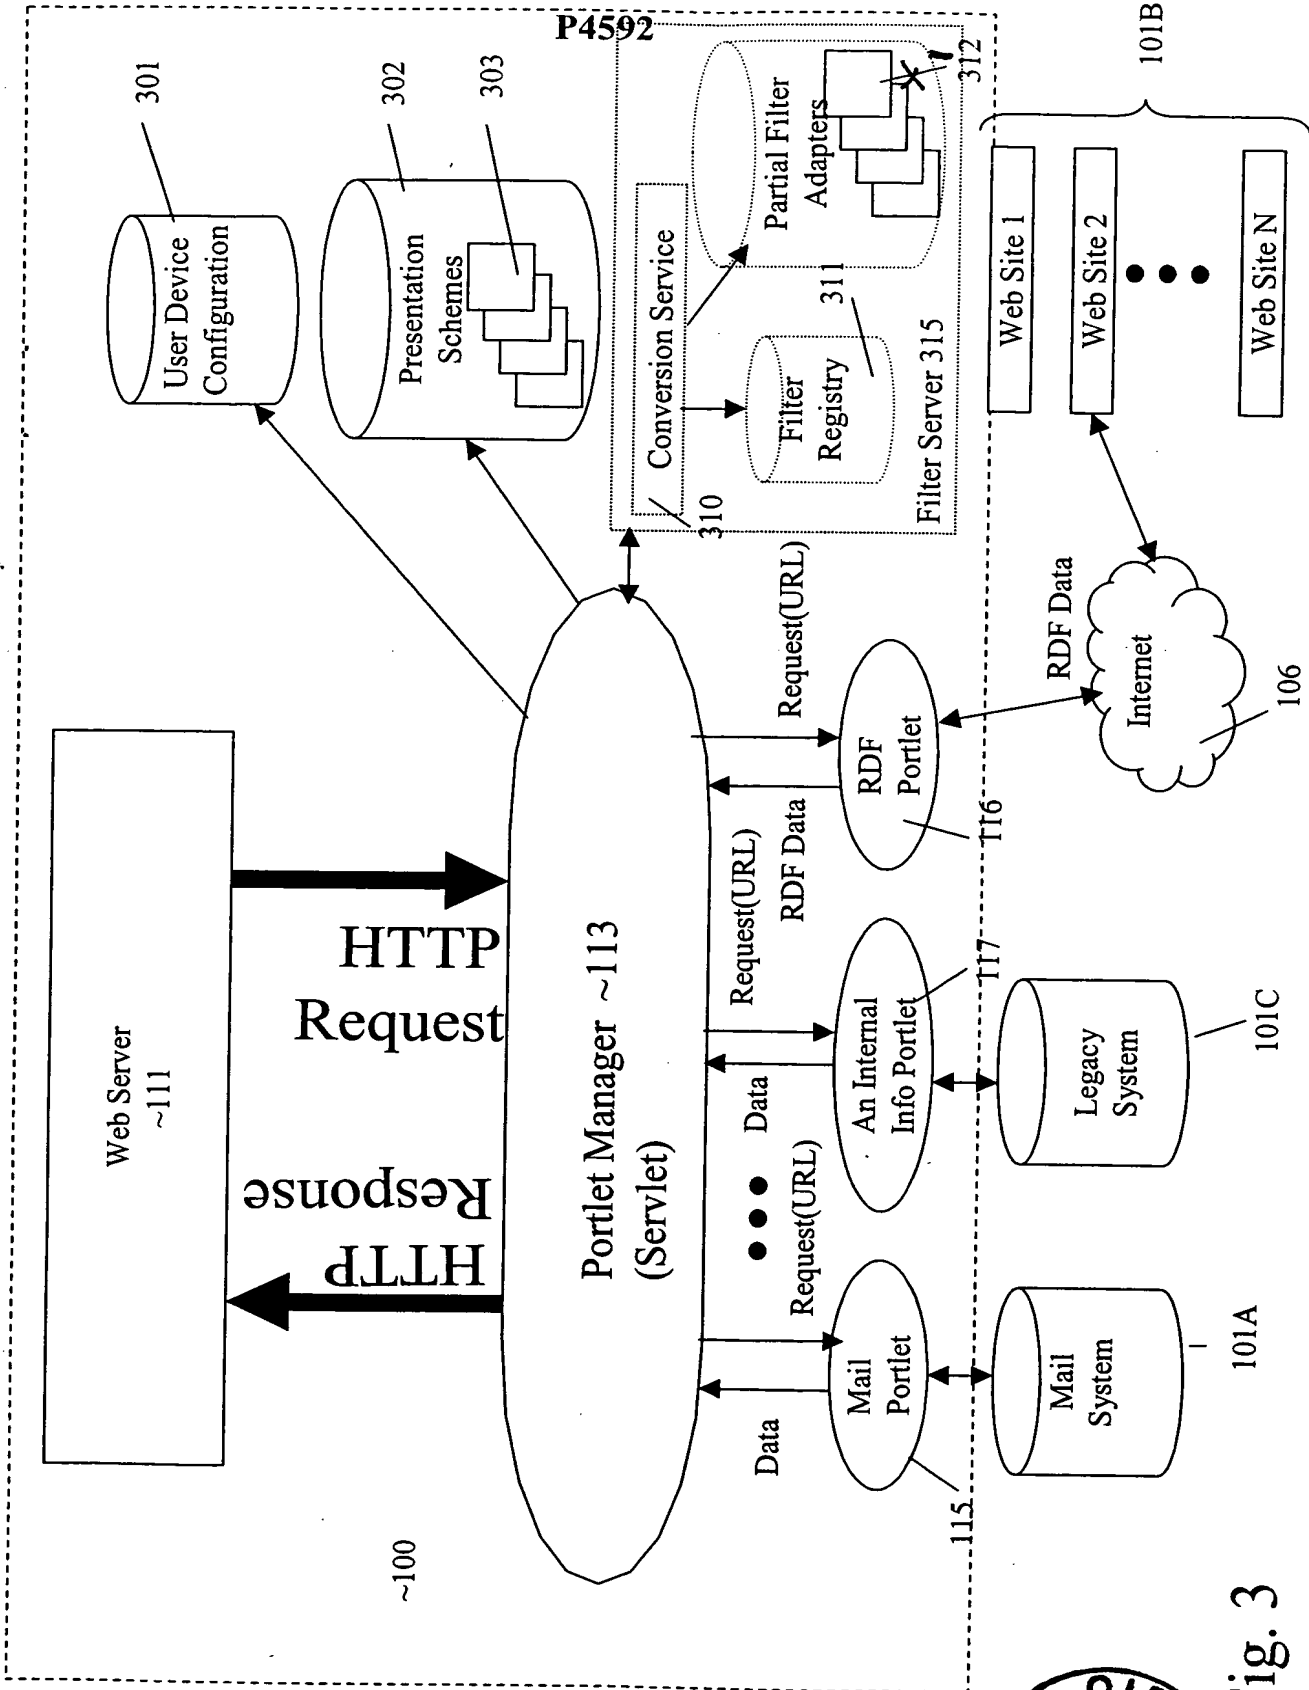 P4592
301
302
303
User Device
Configuration
Presentation
Schemes
Conversion Service
310
Filter
Registry
311
Partial Filter
Adapters
312
Filter Server 315
Web Server
~111
HTTP
Request
HTTP
Response
Portlet Manager ~113
(Servlet)
~100
Data
Request(URL)
Data
Request(URL)
RDF Data
Request(URL)
Mail
Portlet
115
An Internal
Info Portlet
117
RDF
Portlet
116
Mail
System
101A
Legacy
System
101C
RDF Data
Internet
106
Web Site 1
Web Site 2
Web Site N
101B
ig. 3